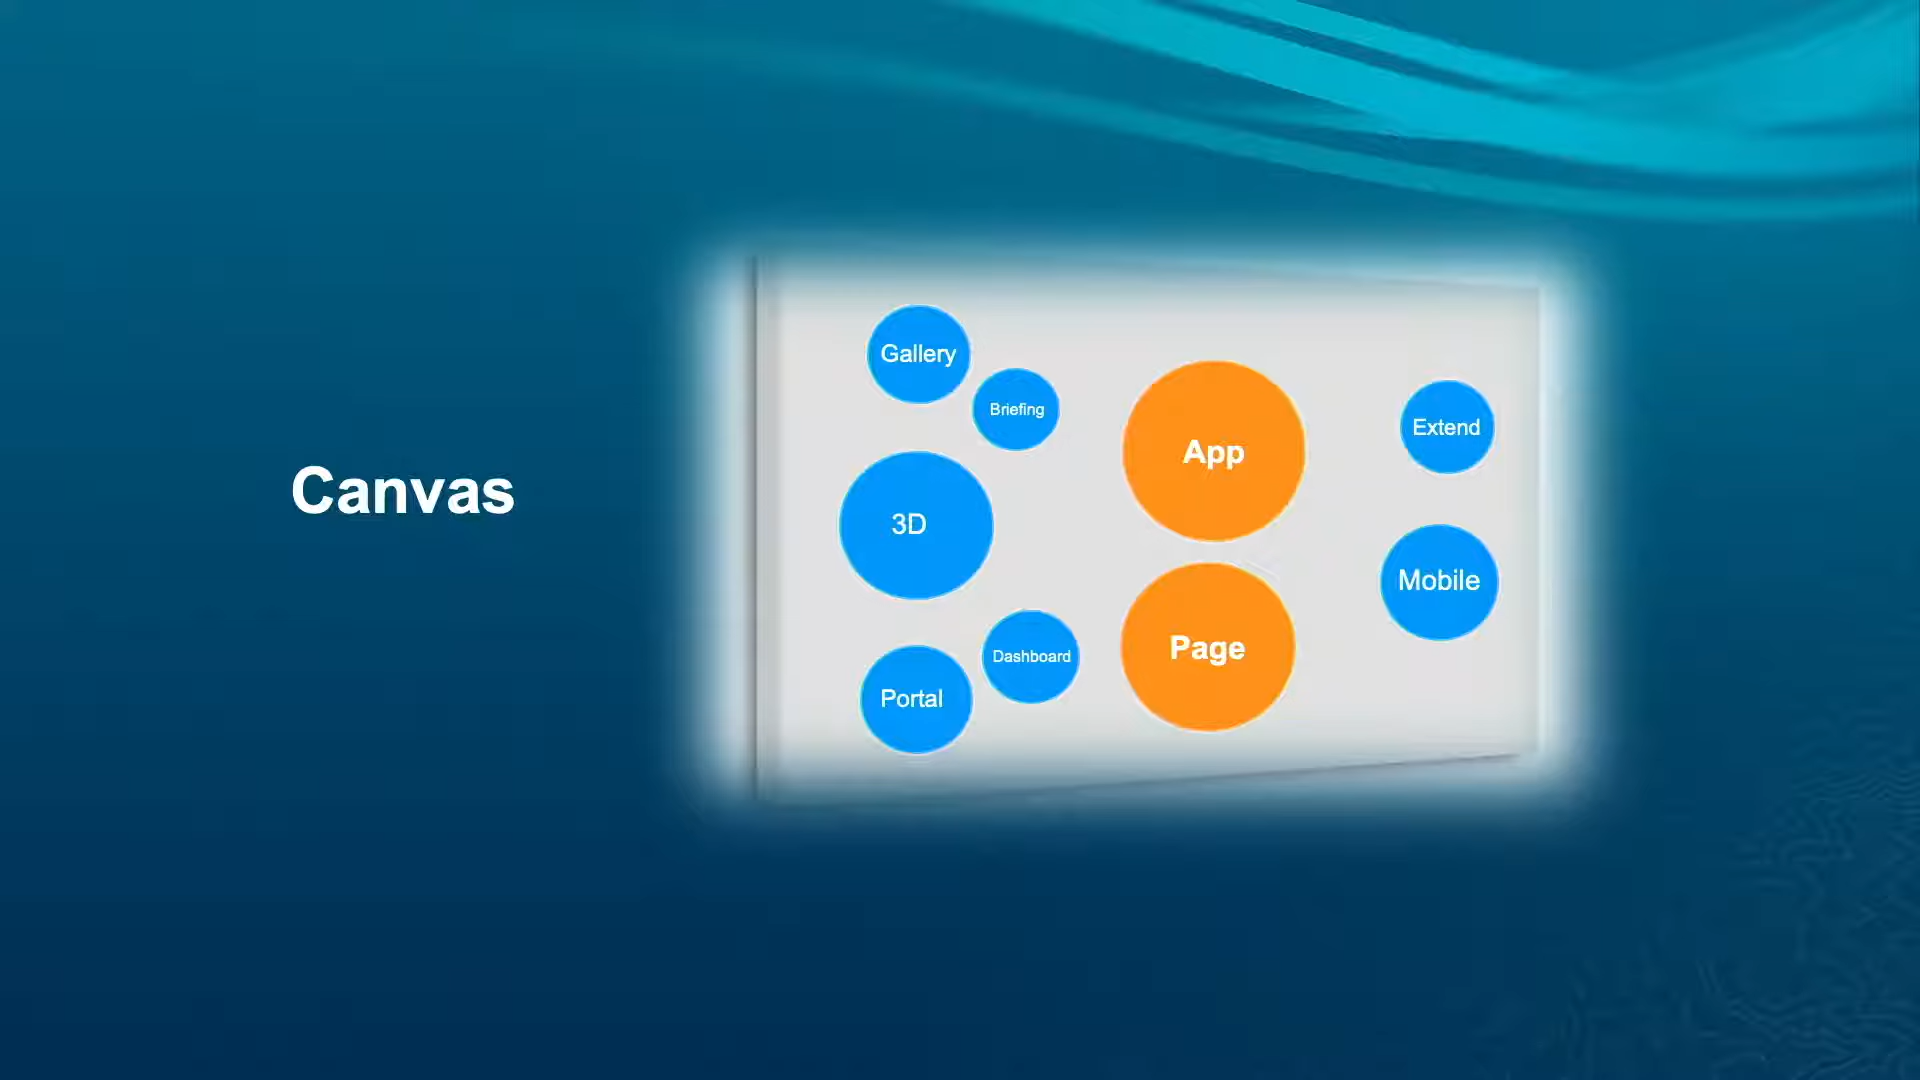 Canvas
Gallery
Briefing
3D
Portal
Dashboard
App
Page
Extend
Mobile